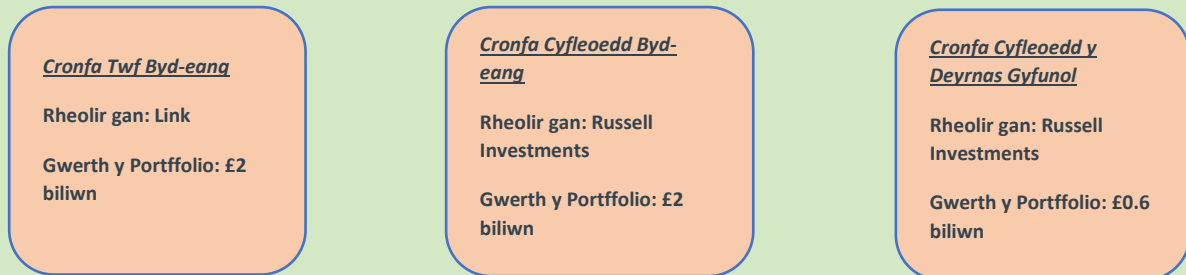 Cronfa Twf Byd-eang
Rheolir gan: Link
Gwerth y Portffolio: £2
biliwn
Cronfa Cyfleoedd Byd-
eang
Rheolir gan: Russell
Investments
Gwerth y Portffolio: £2
biliwn
Cronfa Cyfleoedd y
Deyrnas Gyfunol
Rheolir gan: Russell
Investments
Gwerth y Portffolio: £0.6
biliwn